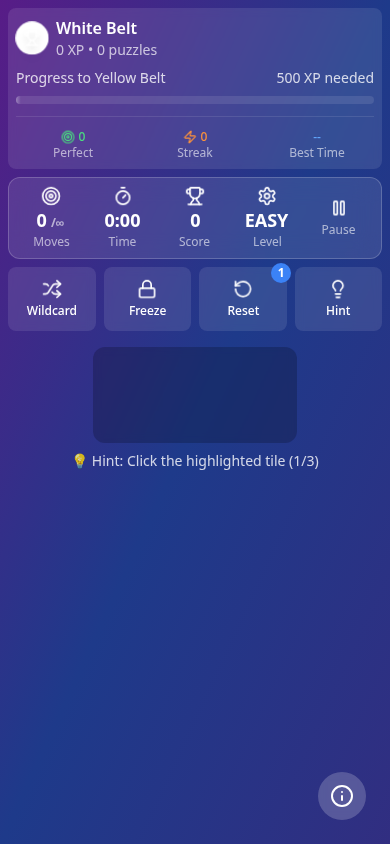 White Belt
0 XP • 0 puzzles
Progress to Yellow Belt 500 XP needed
0 0 --
Perfect Streak Best Time
0 /∞ 0:00 0 EASY
Moves Time Score Level Pause
1
Wildcard Freeze Reset Hint
💡 Hint: Click the highlighted tile (1/3)